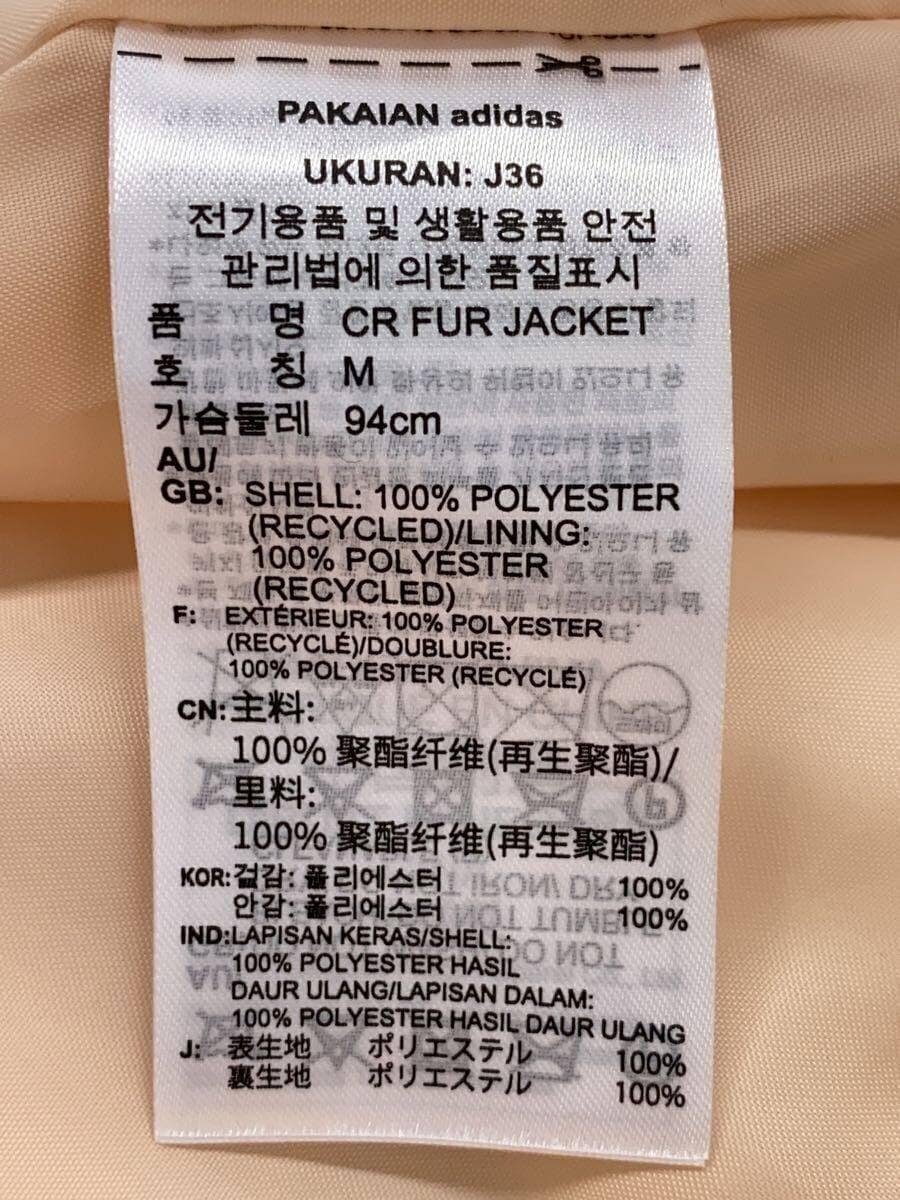 PAKAIAN adidas
UKURAN: J36
전기용품 및 생활용품 안전
관리법에 의한 품질표시
품 명 CR FUR JACKET
호 칭 M
가슴둘레 94cm
AU/
GB: SHELL: 100% POLYESTER
(RECYCLED)/LINING:
100% POLYESTER
(RECYCLED)
F: EXTÉRIEUR: 100% POLYESTER
(RECYCLÉ)/DOUBLURE:
100% POLYESTER (RECYCLÉ)
CN:主料:
100% 聚酯纤维(再生聚酯)/
里料:
100% 聚酯纤维(再生聚酯)
KOR:겉감: 폴리에스터 100%
안감: 폴리에스터 100%
IND:LAPISAN KERAS/SHELL:
100% POLYESTER HASIL
DAUR ULANG/LAPISAN DALAM:
100% POLYESTER HASIL DAUR ULANG
J: 表生地 ポリエステル 100%
裏生地 ポリエステル 100%